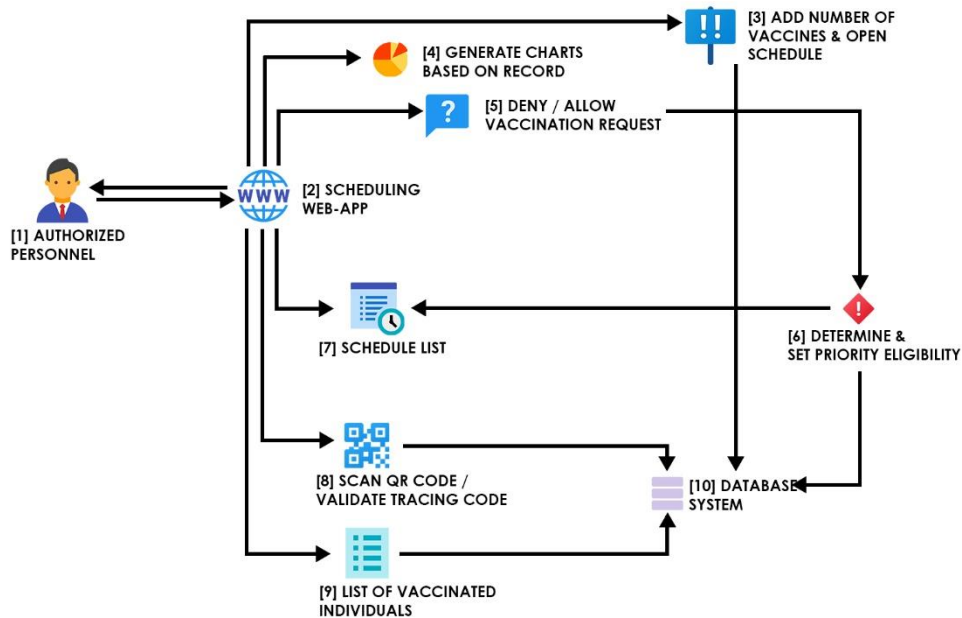 [3] ADD NUMBER OF
VACCINES & OPEN
SCHEDULE
[4] GENERATE CHARTS
BASED ON RECORD
[5] DENY / ALLOW
VACCINATION REQUEST
?
!!
WWW
[2] SCHEDULING
WEB-APP
[1] AUTHORIZED
PERSONNEL
!
[6] DETERMINE &
SET PRIORITY ELIGIBILITY
[7] SCHEDULE LIST
[8] SCAN QR CODE /
VALIDATE TRACING CODE
[10] DATABASE
SYSTEM
[9] LIST OF VACCINATED
INDIVIDUALS